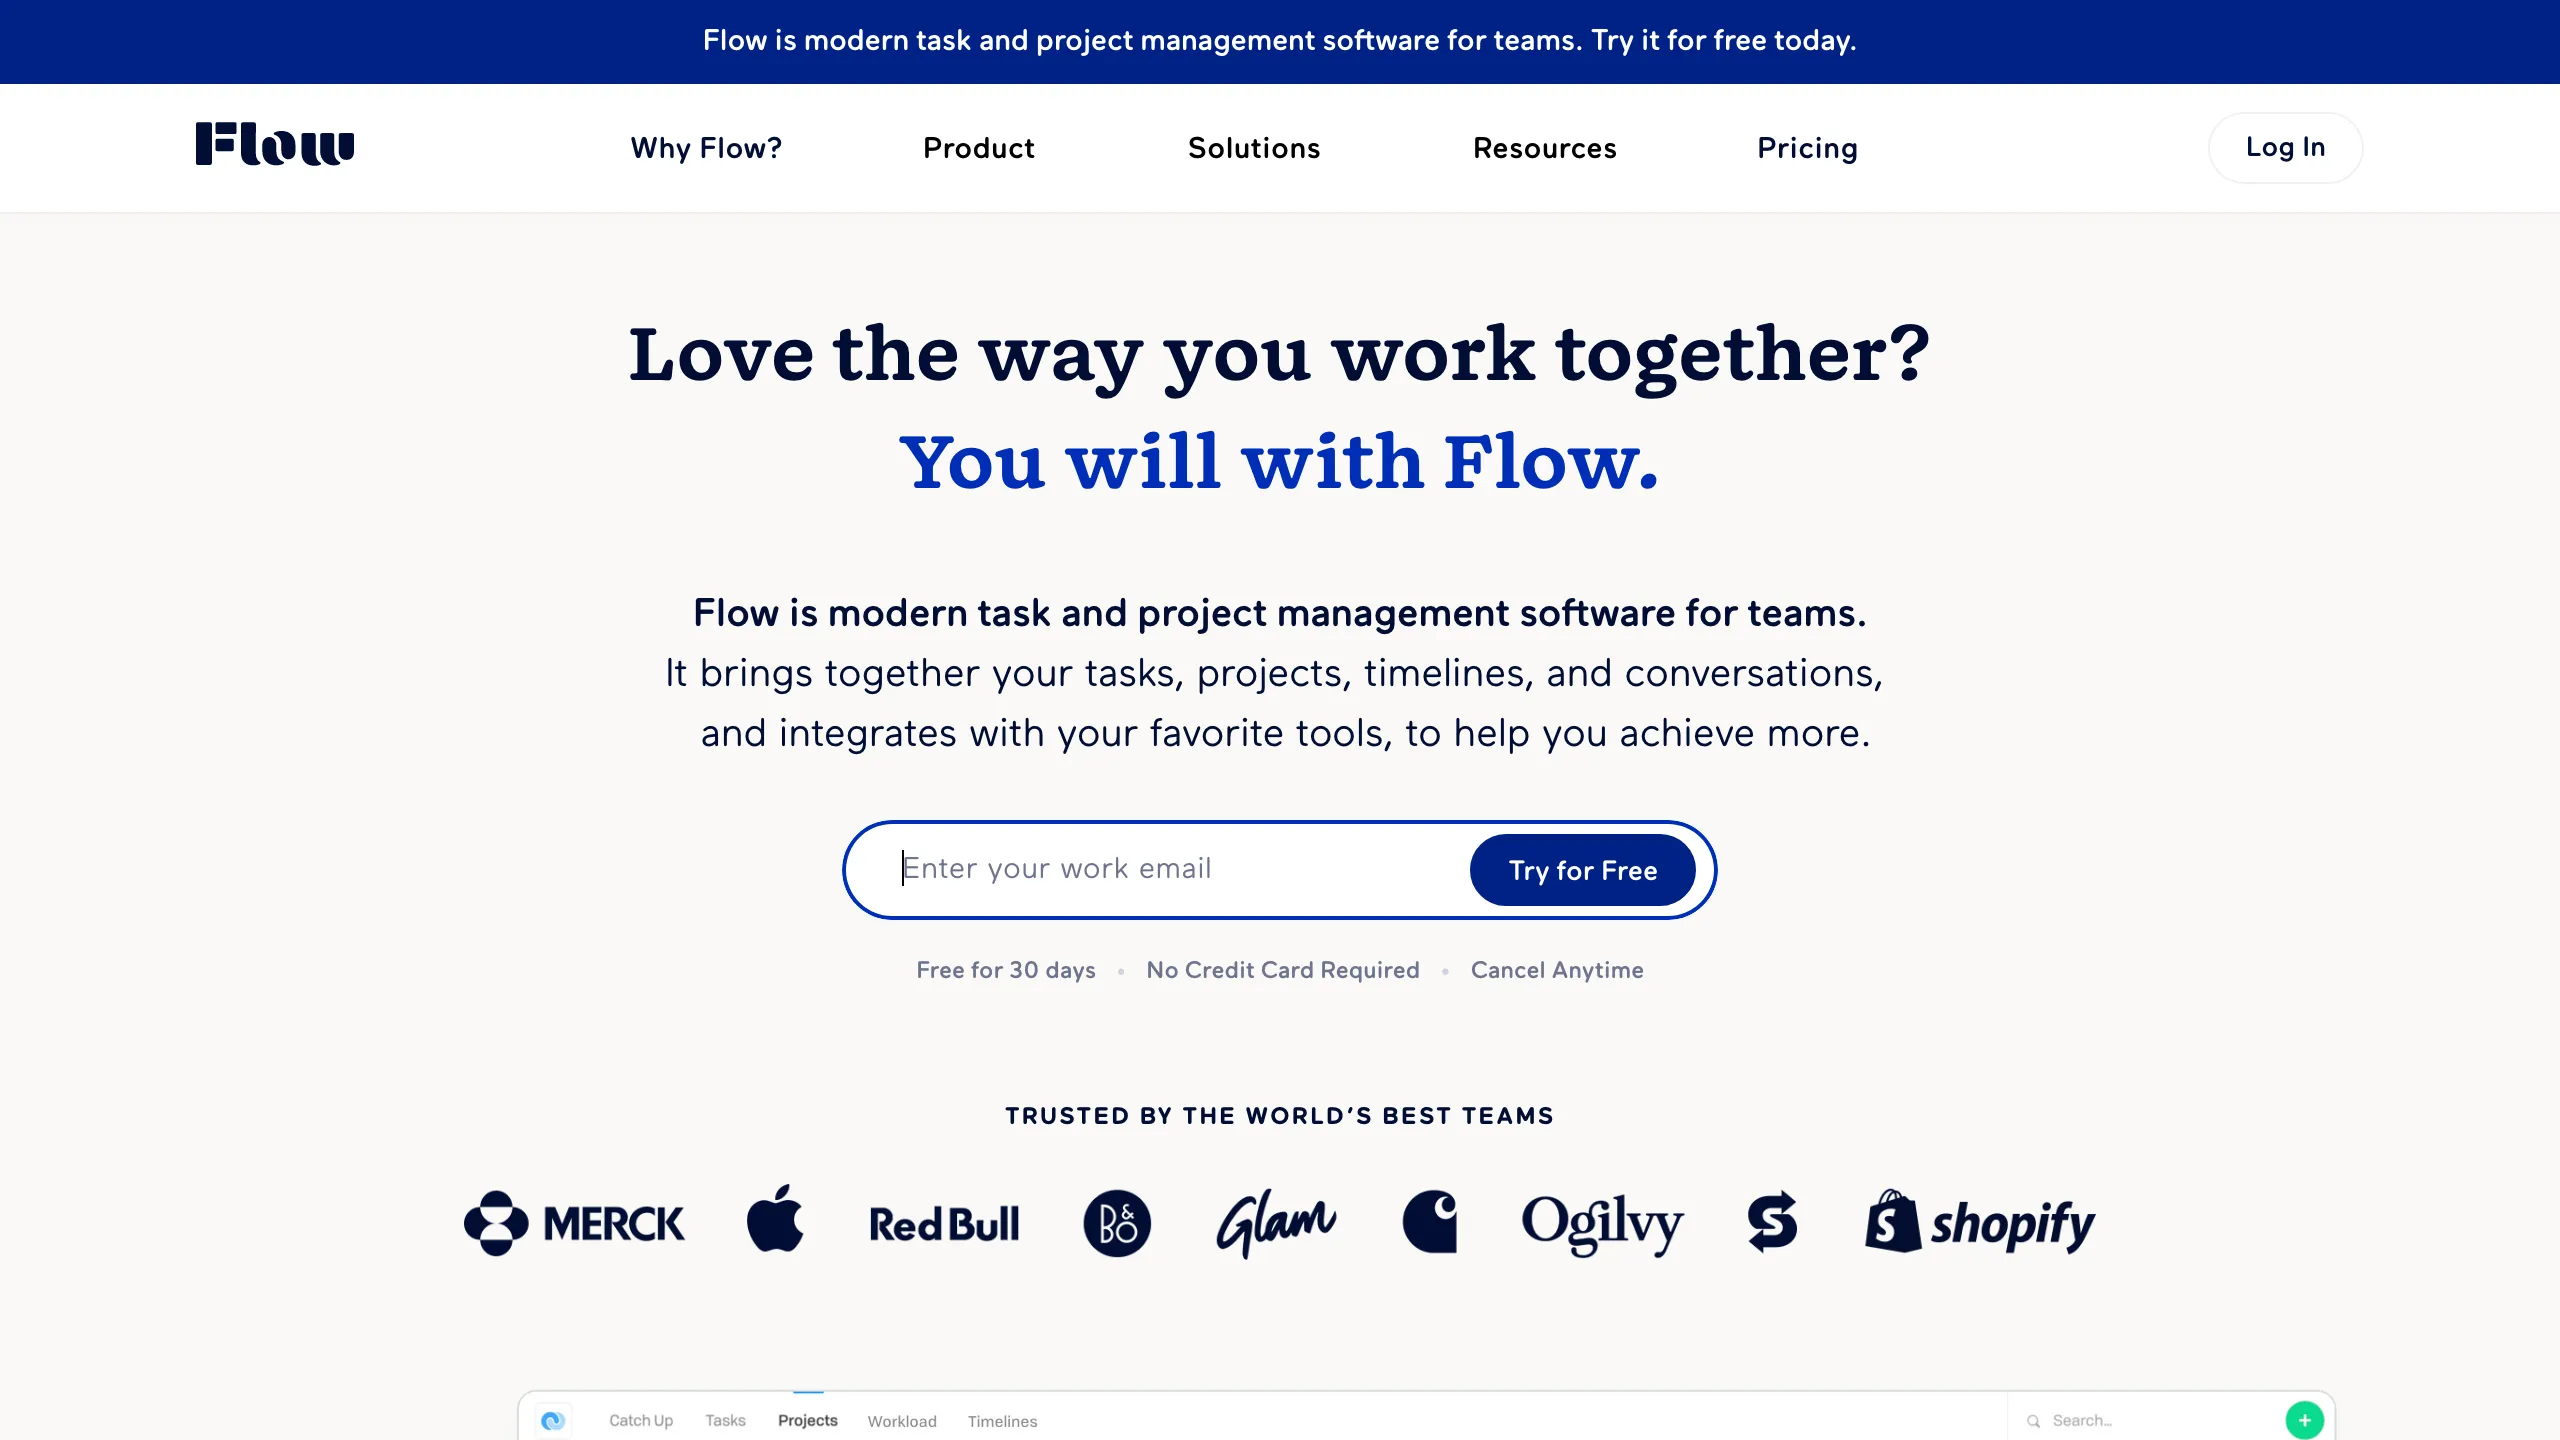 Flow is modern task and project management software for teams. Try it for free today.
Flow
Why Flow?
Product
Solutions
Resources
Pricing
Log In
Love the way you work together?
You will with Flow.
Flow is modern task and project management software for teams.
It brings together your tasks, projects, timelines, and conversations,
and integrates with your favorite tools, to help you achieve more.
Enter your work email
Try for Free
Free for 30 days • No Credit Card Required • Cancel Anytime
TRUSTED BY THE WORLD’S BEST TEAMS
MERCK
Red Bull
B&O
Glam
Ogilvy
S
shopify
Catch Up
Tasks
Projects
Workload
Timelines
Search...